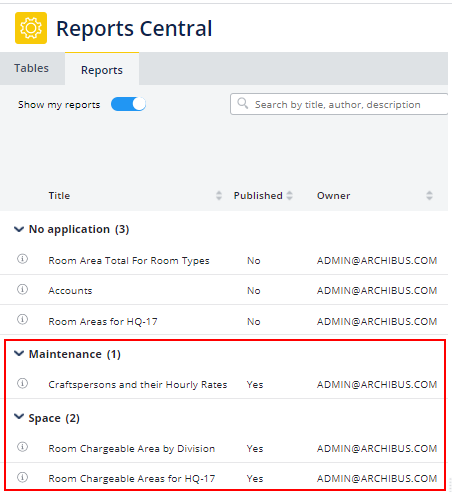 Reports Central
Tables Reports
Show my reports Search by title, author, description
Title Published Owner
No application (3)
Room Area Total For Room Types No ADMIN@ARCHIBUS.COM
Accounts No ADMIN@ARCHIBUS.COM
Room Areas for HQ-17 No ADMIN@ARCHIBUS.COM
Maintenance (1)
Craftspersons and their Hourly Rates Yes ADMIN@ARCHIBUS.COM
Space (2)
Room Chargeable Area by Division Yes ADMIN@ARCHIBUS.COM
Room Chargeable Areas for HQ-17 Yes ADMIN@ARCHIBUS.COM